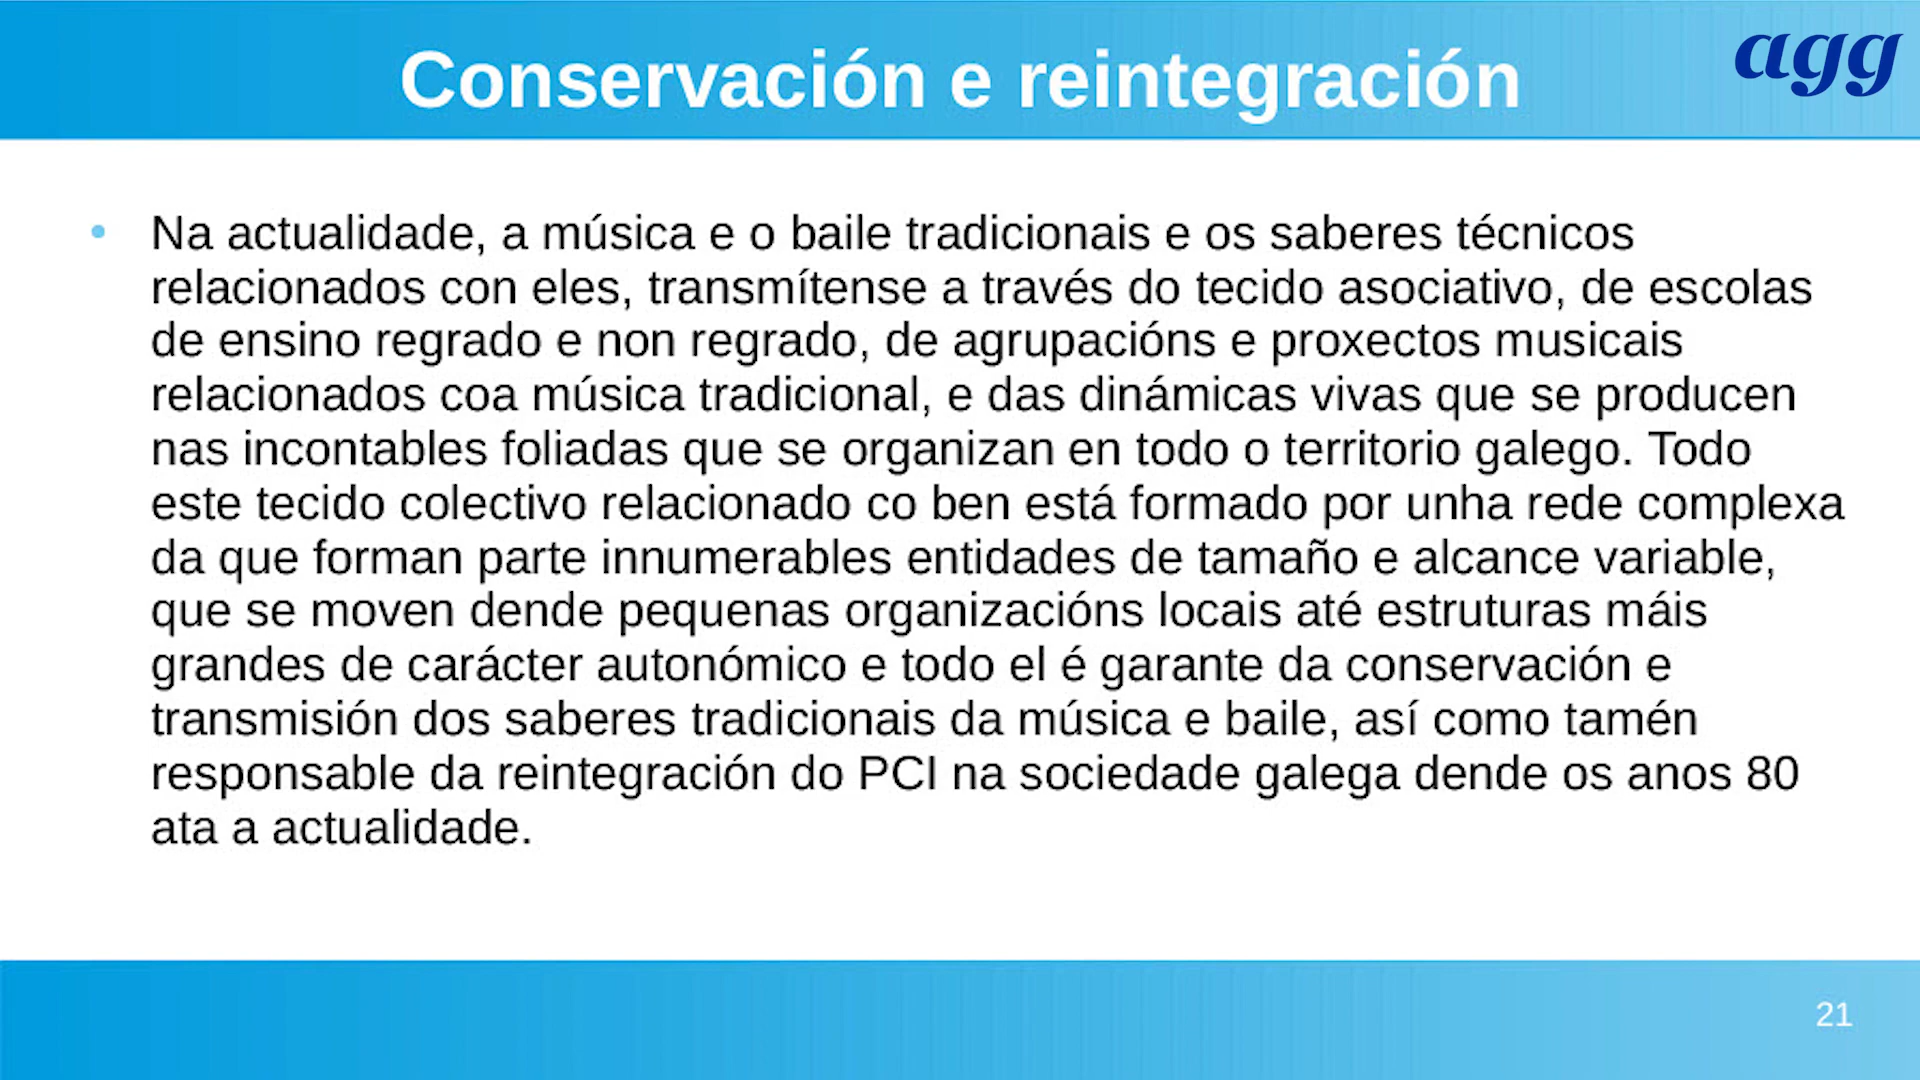 Conservación e reintegración
agg
• Na actualidade, a música e o baile tradicionais e os saberes técnicos
relacionados con eles, transmítense a través do tecido asociativo, de escolas
de ensino regrado e non regrado, de agrupacións e proxectos musicais
relacionados coa música tradicional, e das dinámicas vivas que se producen
nas incontables foliadas que se organizan en todo o territorio galego. Todo
este tecido colectivo relacionado co ben está formado por unha rede complexa
da que forman parte innumerables entidades de tamaño e alcance variable,
que se moven dende pequenas organizacións locais até estruturas máis
grandes de carácter autonómico e todo el é garante da conservación e
transmisión dos saberes tradicionais da música e baile, así como tamén
responsable da reintegración do PCI na sociedade galega dende os anos 80
ata a actualidade.
21